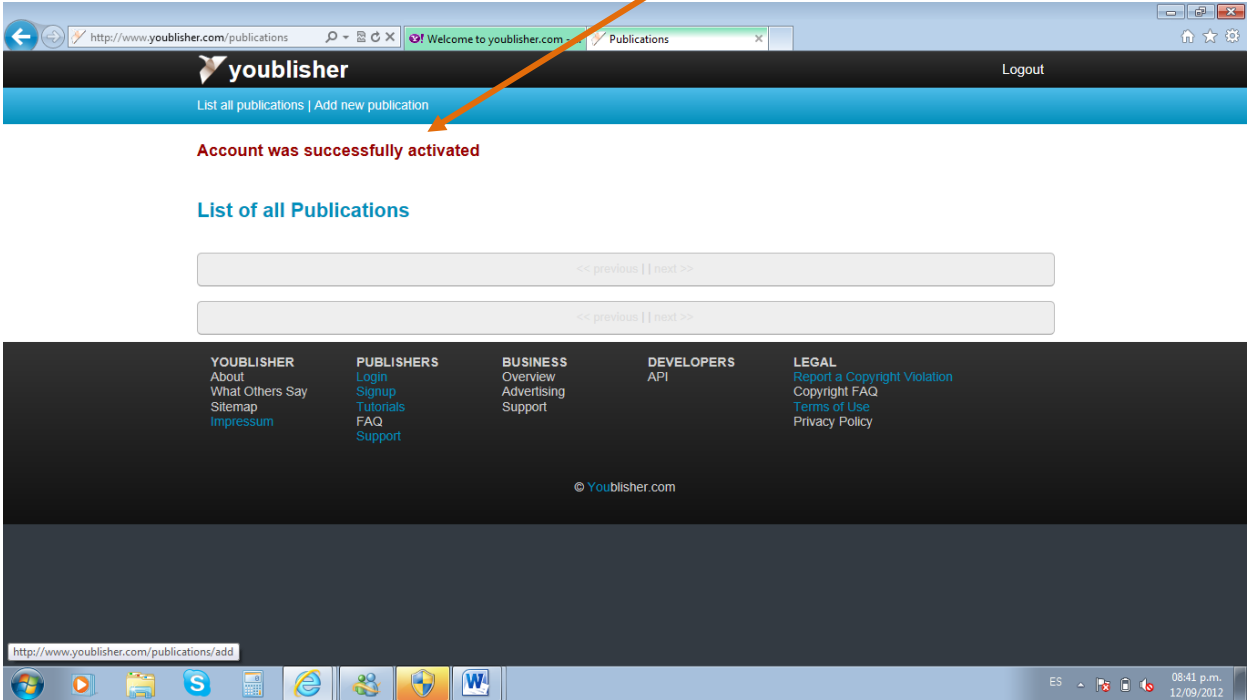 http://www.youblisher.com/publications
Welcome to youblisher.com - ...
Publications
youblisher
Logout
List all publications | Add new publication
Account was successfully activated
List of all Publications
<< previous | | next >>
<< previous | | next >>
YOUBLISHER PUBLISHERS BUSINESS DEVELOPERS LEGAL
About Login Overview API Report a Copyright Violation
What Others Say Signup Advertising Copyright FAQ
Sitemap Tutorials Support Terms of Use
Impressum FAQ Privacy Policy
Support
© Youblisher.com
http://www.youblisher.com/publications/add
ES
08:41 p.m.
12/09/2012